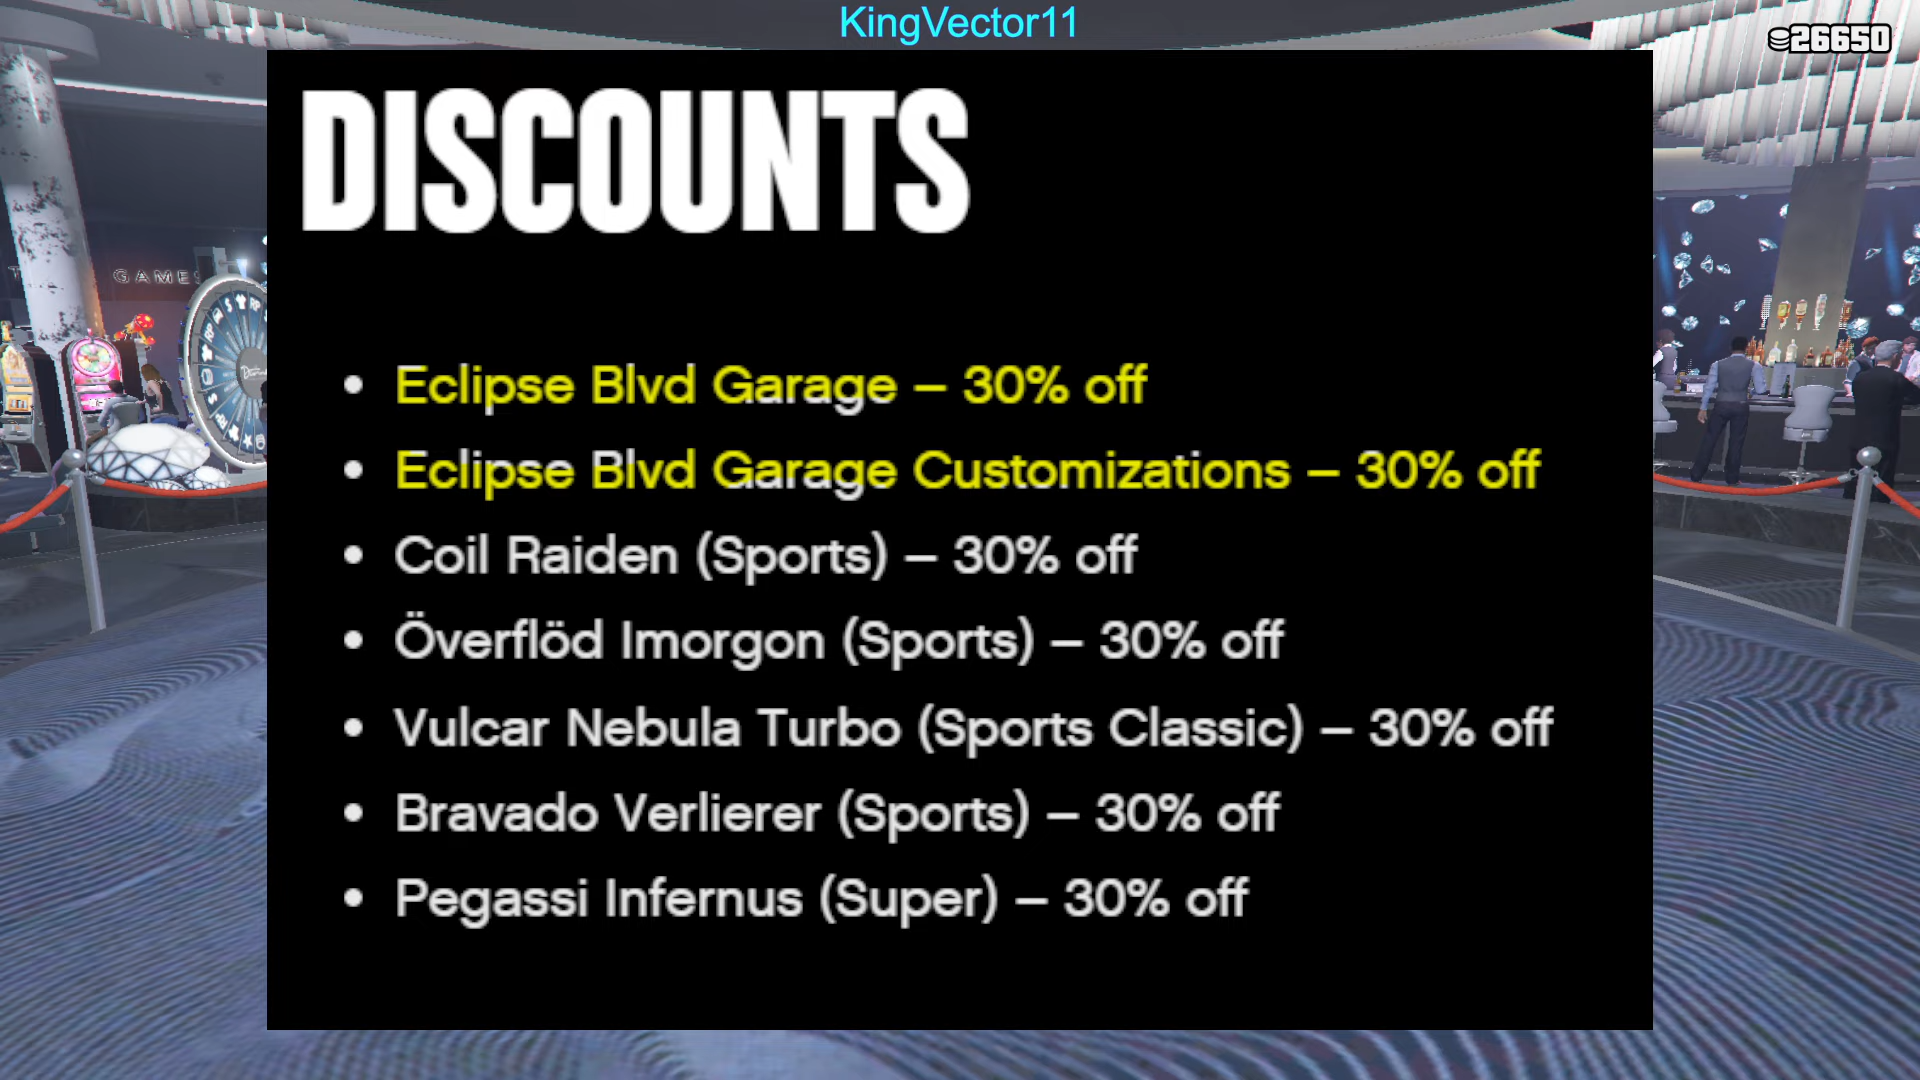 KingVector11
26650
DISCOUNTS
GAMES
• Eclipse Blvd Garage – 30% off
• Eclipse Blvd Garage Customizations – 30% off
• Coil Raiden (Sports) – 30% off
• Överflöd Imorgon (Sports) – 30% off
• Vulcar Nebula Turbo (Sports Classic) – 30% off
• Bravado Verlierer (Sports) – 30% off
• Pegassi Infernus (Super) – 30% off